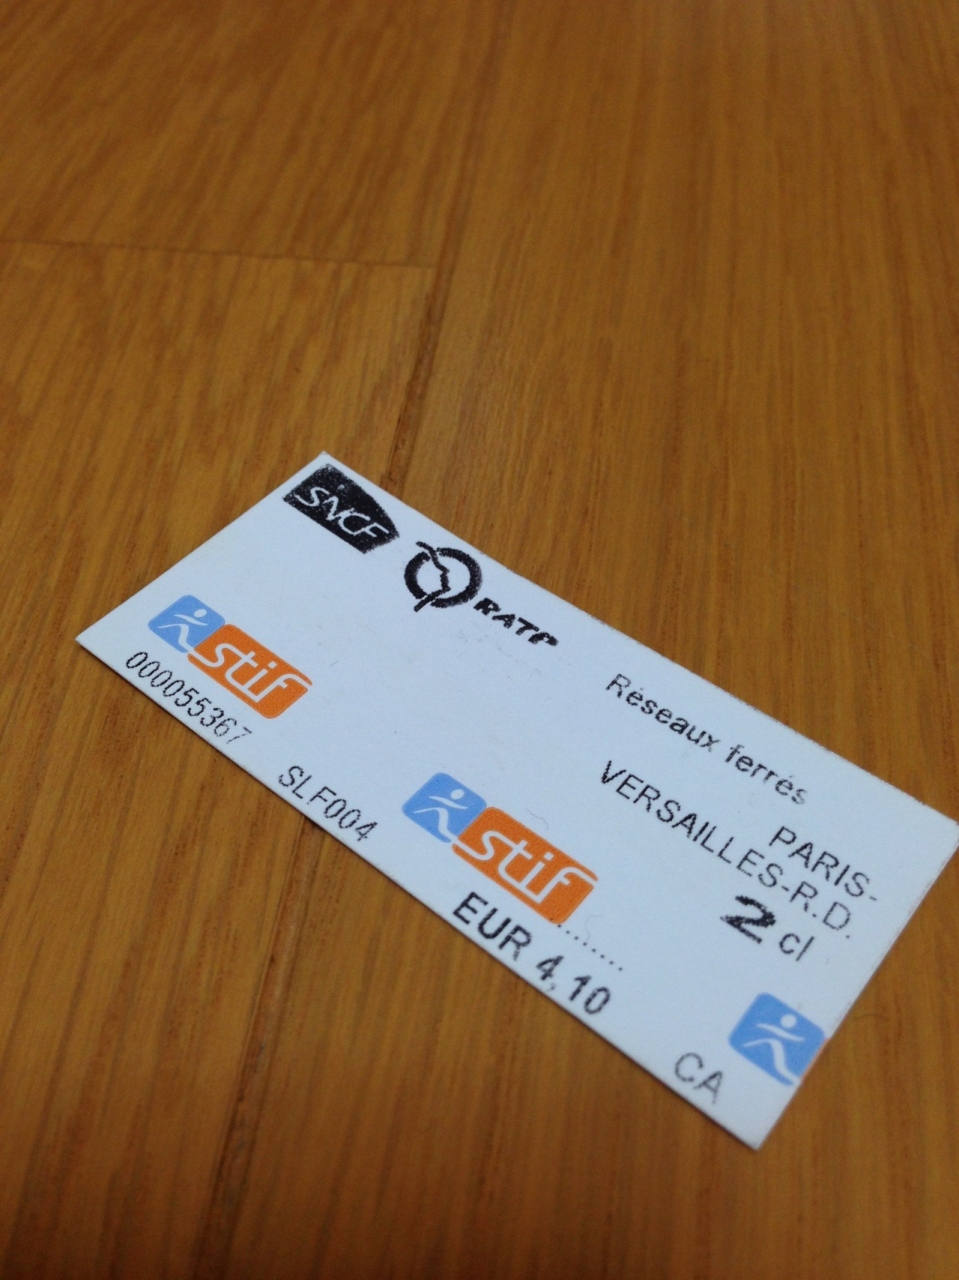 SNCF
RATP
Réseaux ferrés
PARIS-
VERSAILLES-R.D.
2 cl
stif
000055367
SLF004
stif
EUR 4,10
CA